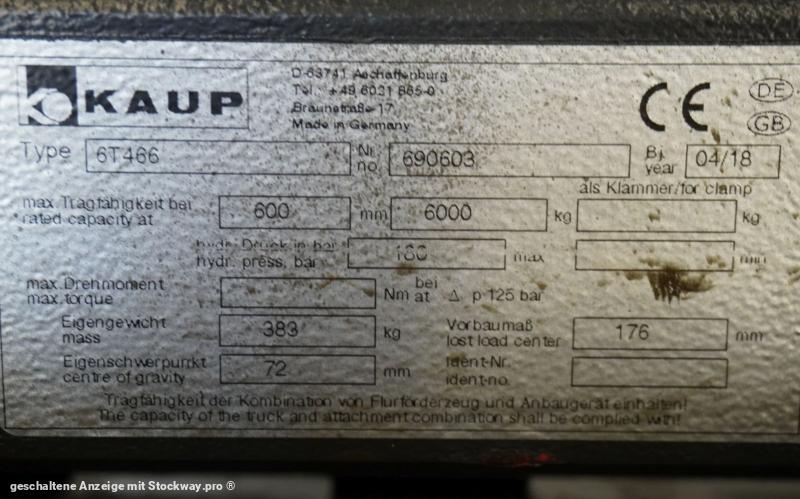 KAUP
D-63741 Aschaffenburg
Tel.: +49 6021 865-0
Braunstraße 17
Made in Germany
CE
DE
GB
Type 6T466 Nr. no. 690603 Bj. year 04/18
als Klammer/for clamp
max. Tragfähigkeit bei
rated capacity at 600 mm 6000 kg kg
hydr. Druck in bar
hydr. press. bar max
max. Drehmoment
max. torque Nm bei at Δ p 125 bar
Eigengewicht
mass 383 kg
Vorbaumaß
lost load center 176 mm
Eigenschwerpunkt
centre of gravity 72 mm
Ident-Nr.
ident-no.
Tragfähigkeit der Kombination von Flurförderzeug und Anbaugerät einhalten!
The capacity of the truck and attachment combination shall be complied with!
geschaltene Anzeige mit Stockway.pro ®